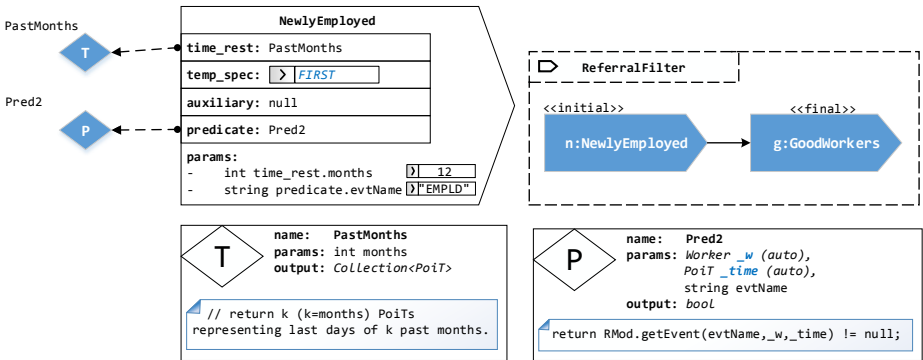 NewlyEmployed
PastMonths
T
time_rest: PastMonths
temp_spec: > FIRST
auxiliary: null
Pred2
P
predicate: Pred2
params:
- int time_rest.months 12
- string predicate.evtName "EMPLD"
ReferralFilter
<<initial>> <<final>>
n:NewlyEmployed g:GoodWorkers
T
name: PastMonths
params: int months
output: Collection<PoiT>
// return k (k=months) PoiTs
representing last days of k past months.
P
name: Pred2
params: Worker _w (auto),
PoiT _time (auto),
string evtName
output: bool
return RMod.getEvent(evtName,_w,_time) != null;